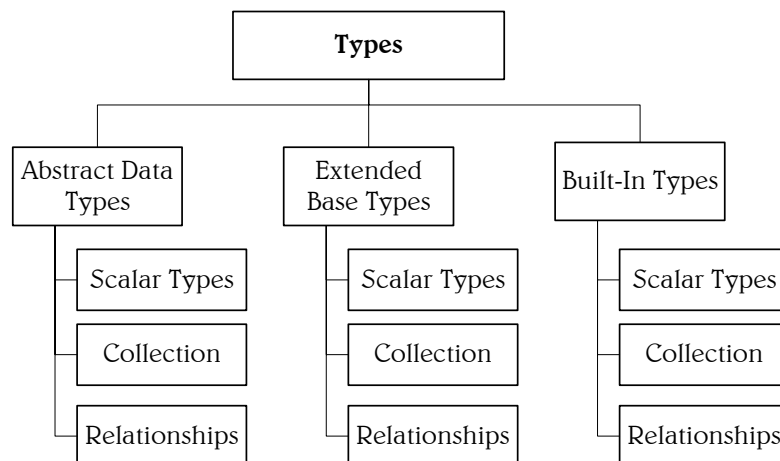 Types
Abstract Data
Types
Extended
Base Types
Built-In Types
Scalar Types
Scalar Types
Scalar Types
Collection
Collection
Collection
Relationships
Relationships
Relationships